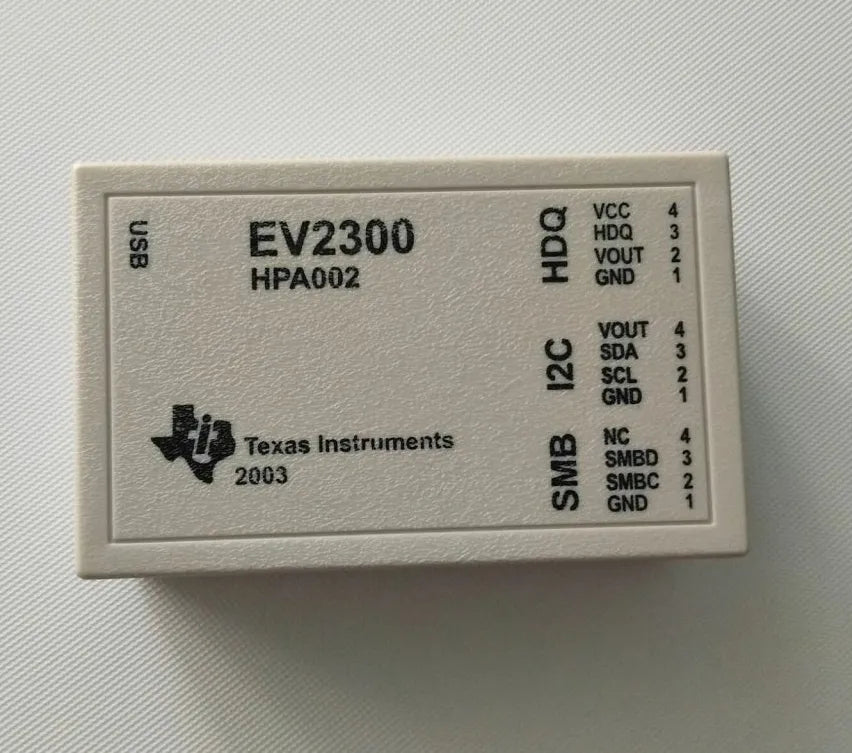 USB
EV2300
HPA002
Texas Instruments
2003
HDQ
VCC 4
HDQ 3
VOUT 2
GND 1
I2C
VOUT 4
SDA 3
SCL 2
GND 1
SMB
NC 4
SMBD 3
SMBC 2
GND 1